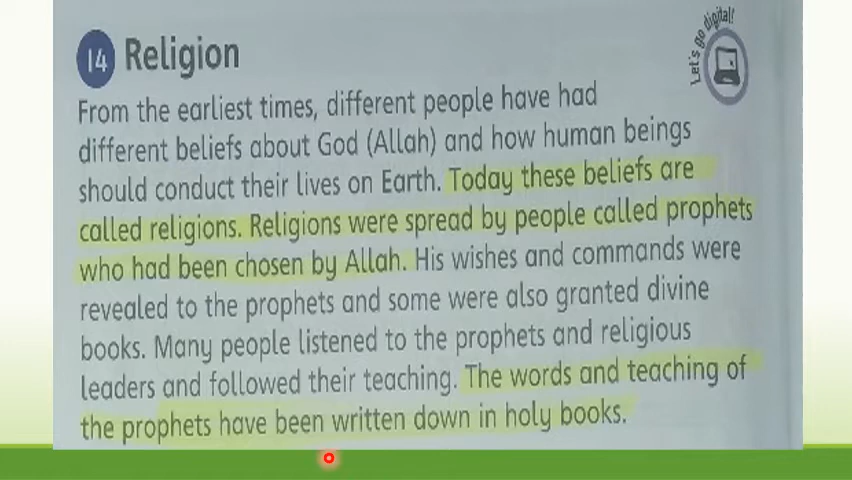 14 Religion
Let's go digital!
From the earliest times, different people have had
different beliefs about God (Allah) and how human beings
should conduct their lives on Earth. Today these beliefs are
called religions. Religions were spread by people called prophets
who had been chosen by Allah. His wishes and commands were
revealed to the prophets and some were also granted divine
books. Many people listened to the prophets and religious
leaders and followed their teaching. The words and teaching of
the prophets have been written down in holy books.